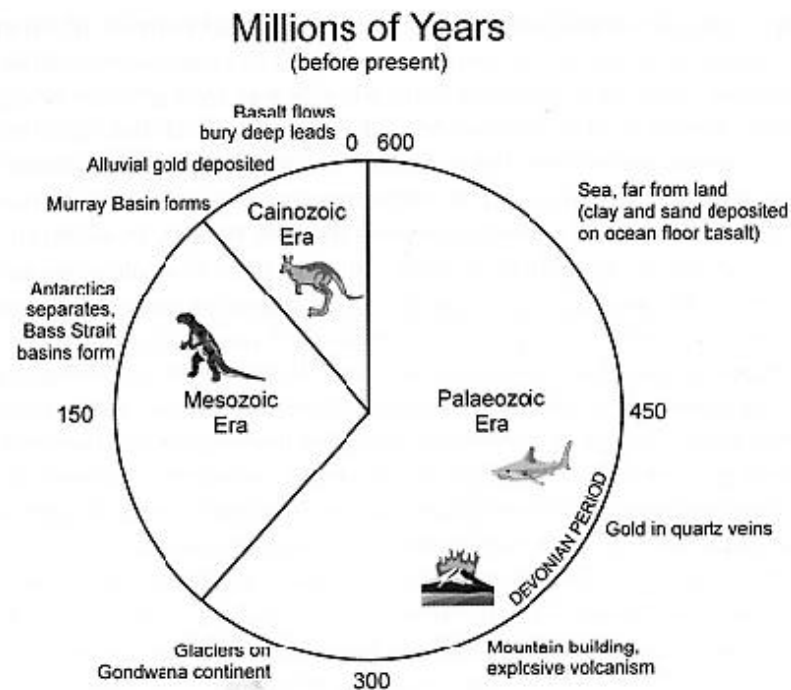 Millions of Years
(before present)
Basalt flows
bury deep leads
0 600
Alluvial gold deposited
Murray Basin forms
Cainozoic
Era
Sea, far from land
(clay and sand deposited
on ocean floor basalt)
Antarctica
separates,
Bass Strait
basins form
Mesozoic
Era
150
Palaeozoic
Era
450
DEVONIAN PERIOD
Gold in quartz veins
Glaciers on
Gondwana continent
300
Mountain building,
explosive volcanism